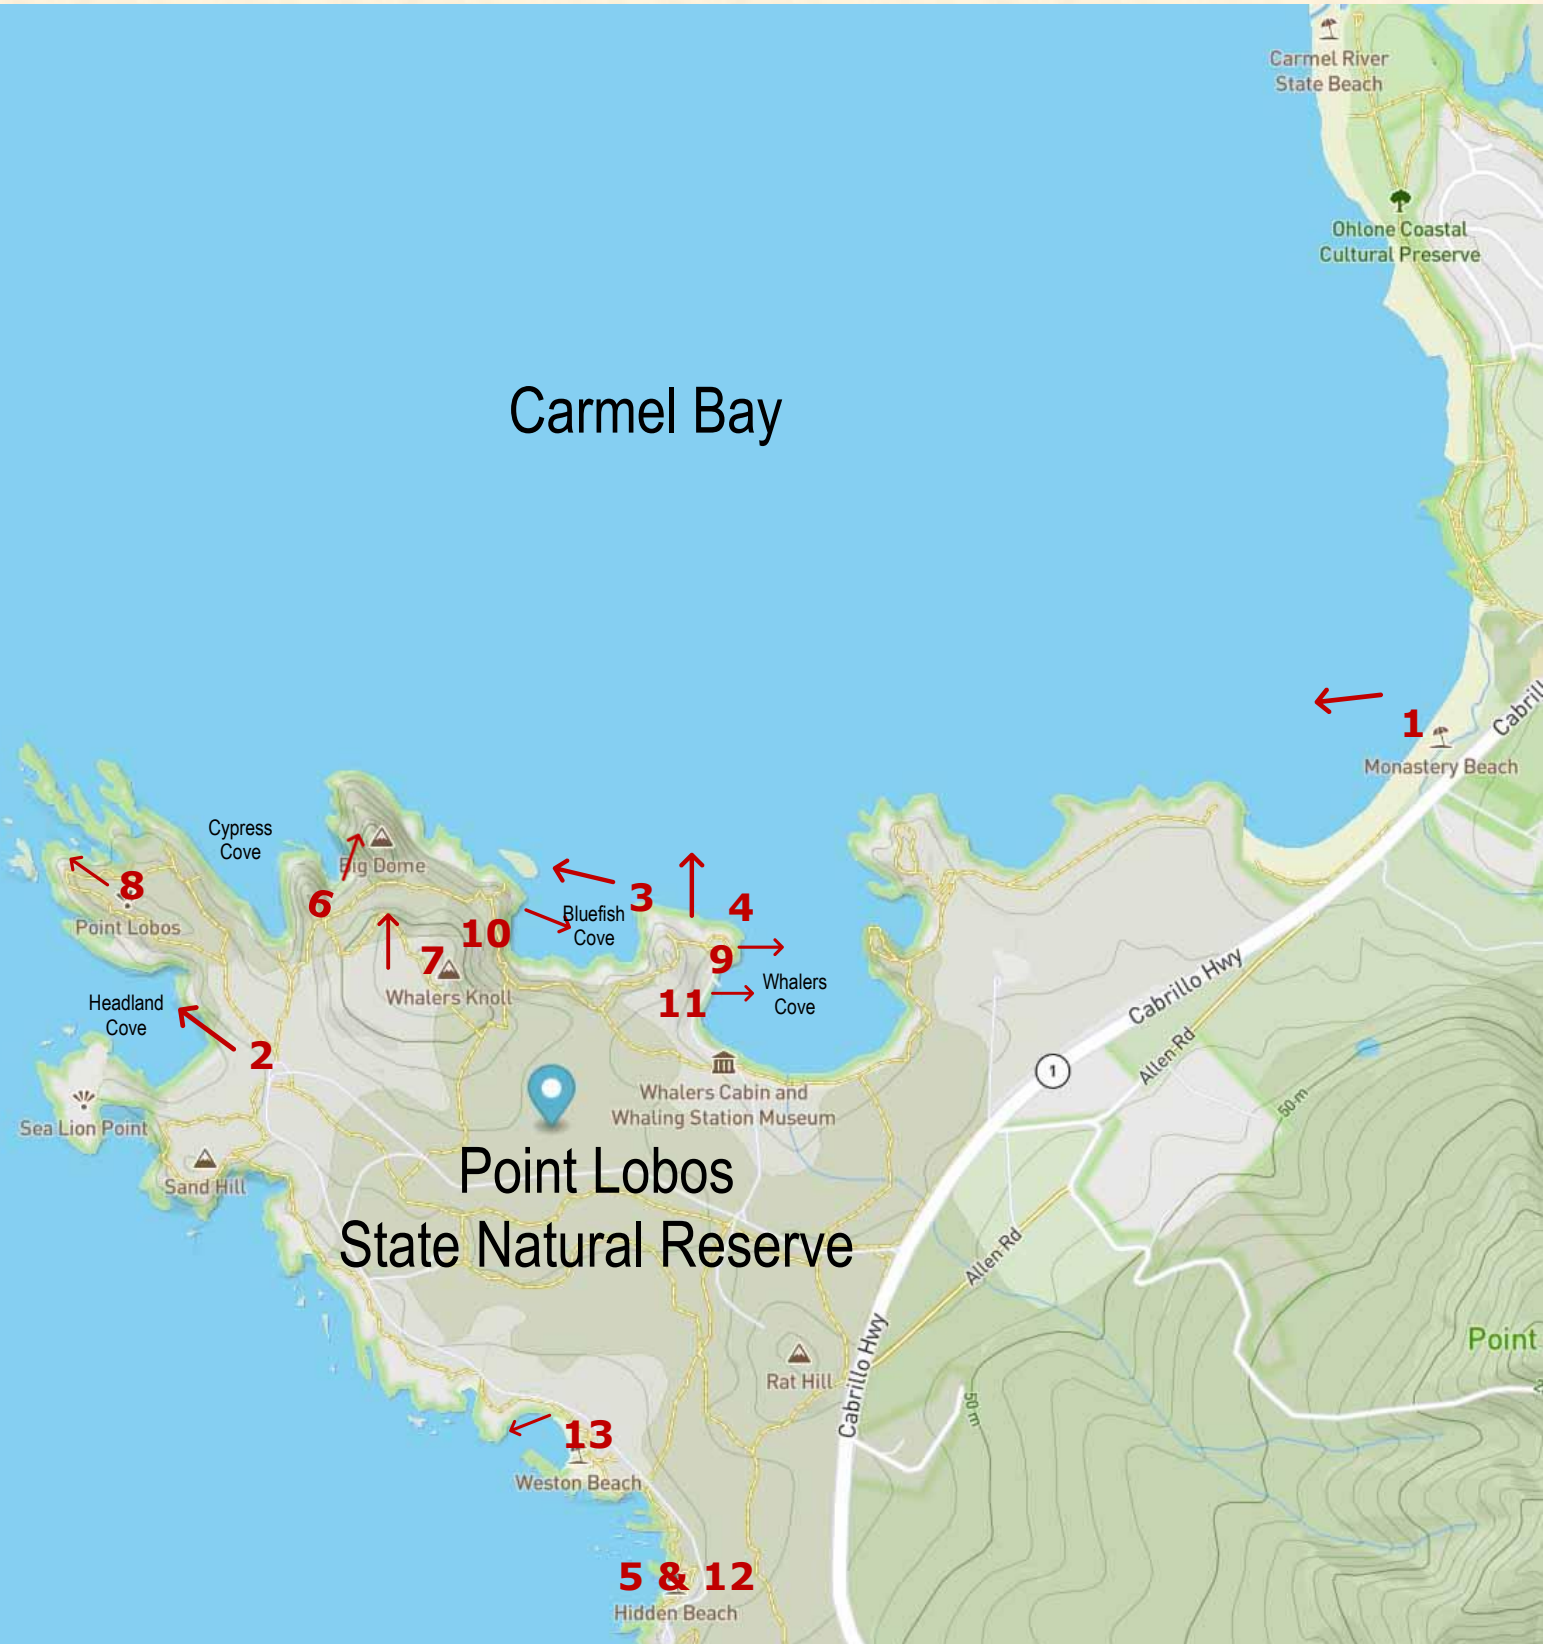 Carmel River
State Beach
Ohlone Coastal
Cultural Preserve
Carmel Bay
1
Cabrill
Monastery Beach
Cypress
Cove
Big Dome
8
6
3
4
Bluefish
Cove
Point Lobos
10
7
9
Whalers Knoll
11
Whalers
Cove
Headland
Cove
2
Cabrillo Hwy
Allen Rd
1
Whalers Cabin and
Whaling Station Museum
50 m
Sea Lion Point
Sand Hill
Point Lobos
State Natural Reserve
Allen Rd
Cabrillo Hwy
Rat Hill
50 m
Point
2
13
Weston Beach
5 & 12
Hidden Beach